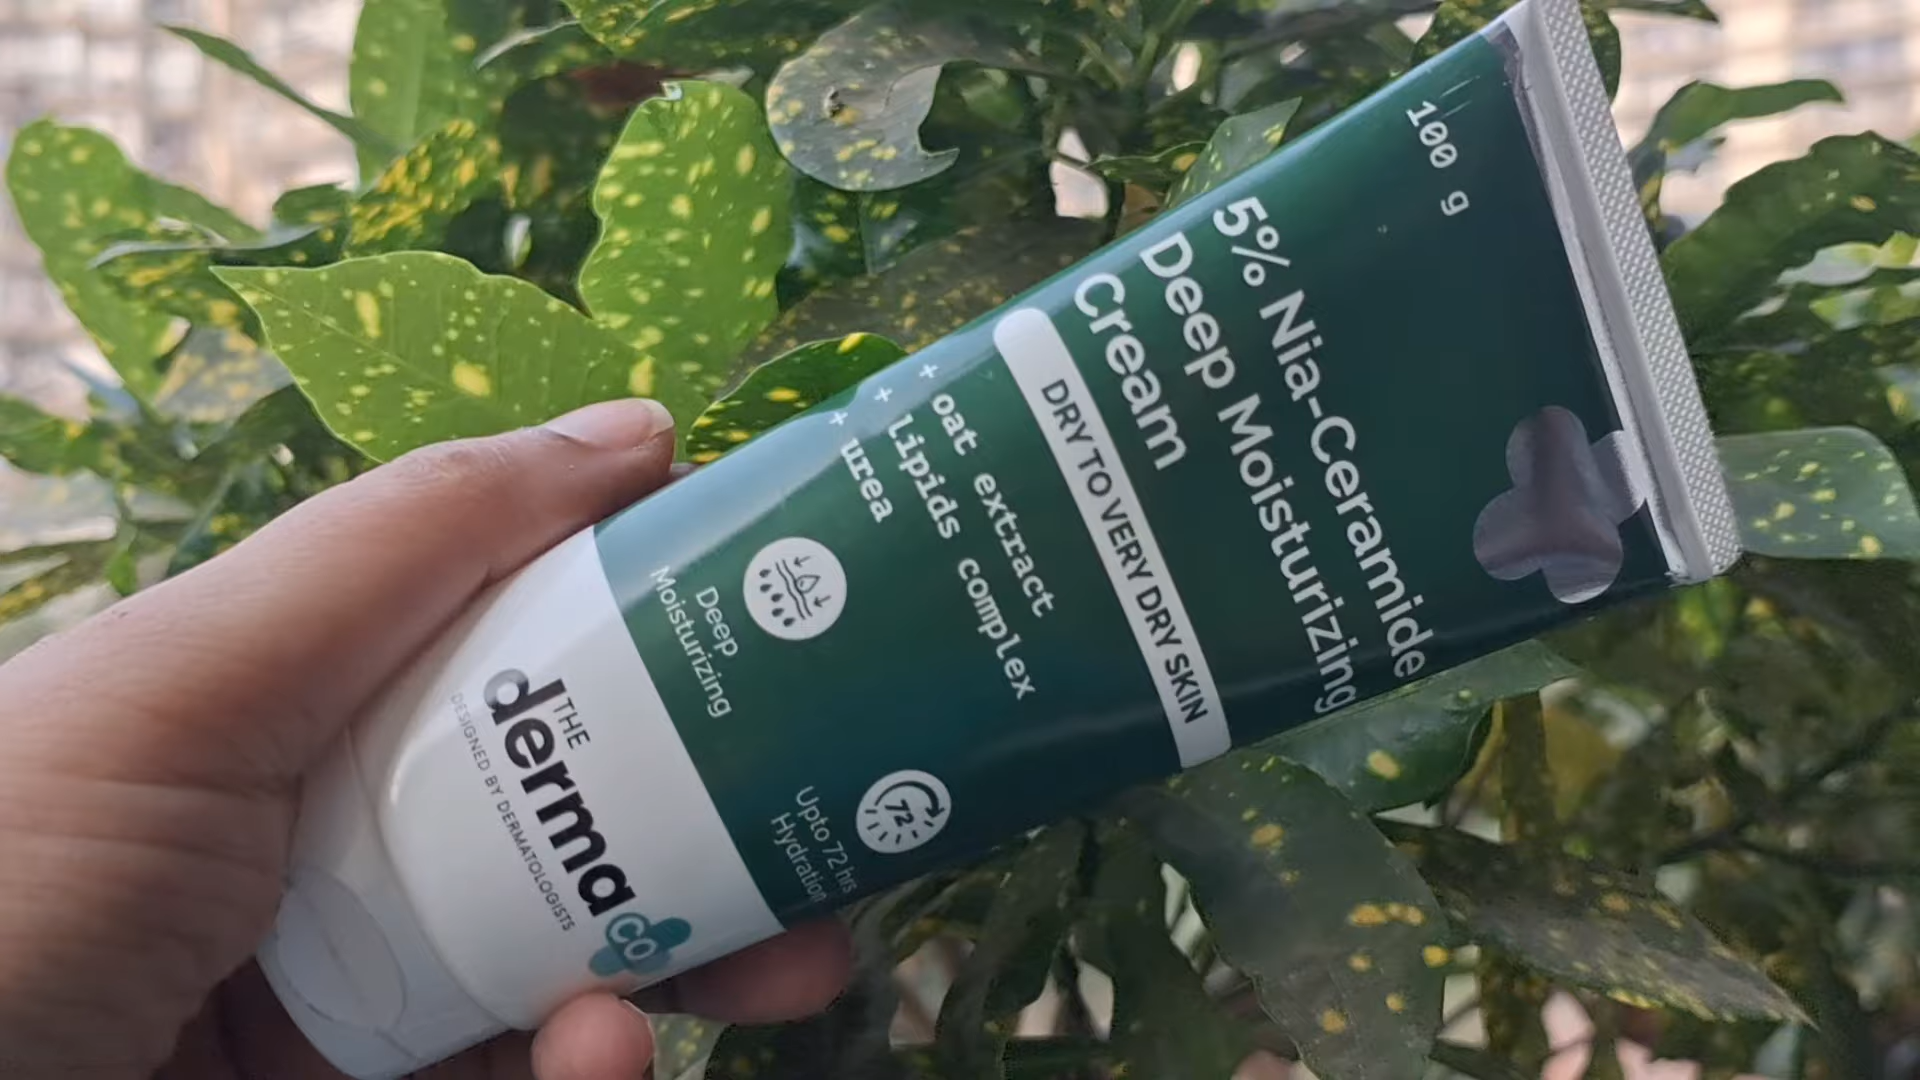 100 g
5% Nia-Ceramide
Deep Moisturizing
Cream
DRY TO VERY DRY SKIN
+ oat extract
+ lipids complex
+ urea
Deep
Moisturizing
72
Upto 72 hrs
Hydration
THE
derma
co
DESIGNED BY DERMATOLOGISTS